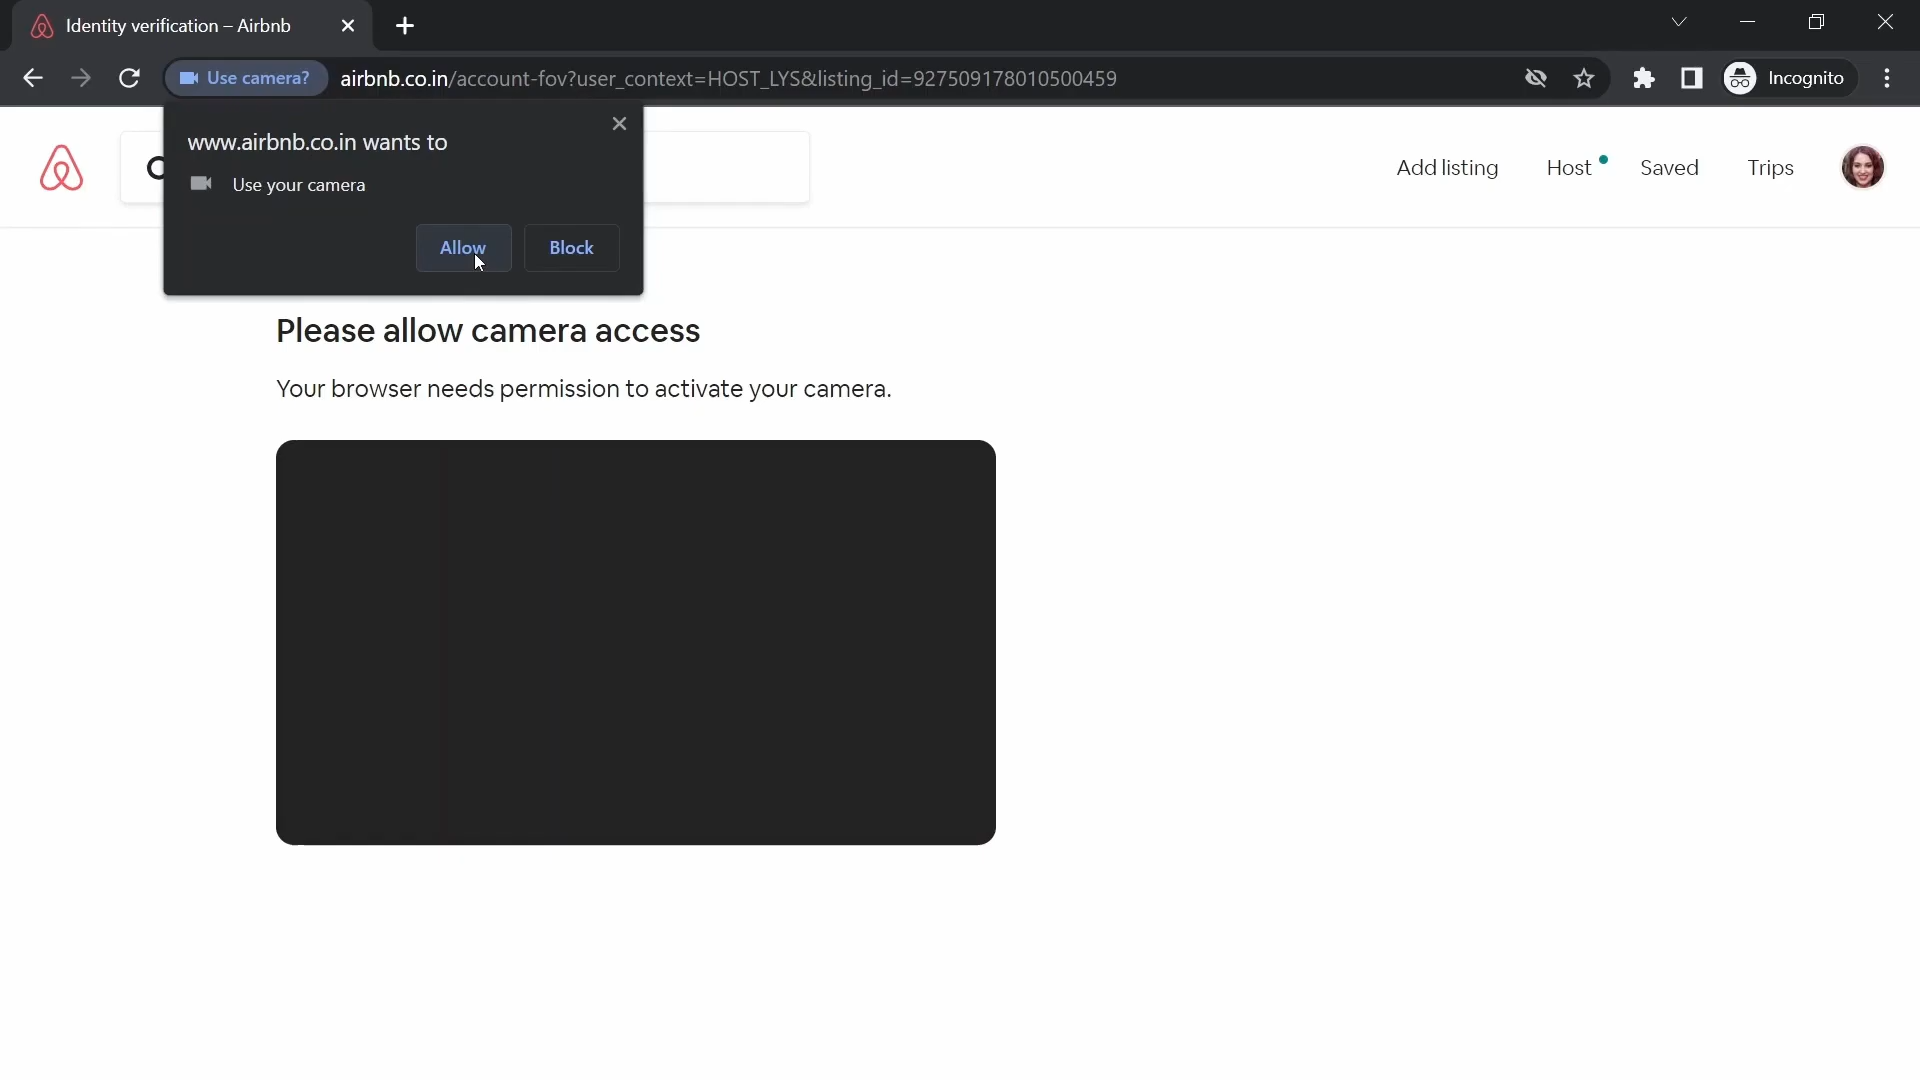 Identity verification – Airbnb
Use camera?
airbnb.co.in/account-fov?user_context=HOST_LYS&listing_id=927509178010500459
Incognito
www.airbnb.co.in wants to
Use your camera
Allow
Block
Add listing
Host
Saved
Trips
Please allow camera access
Your browser needs permission to activate your camera.